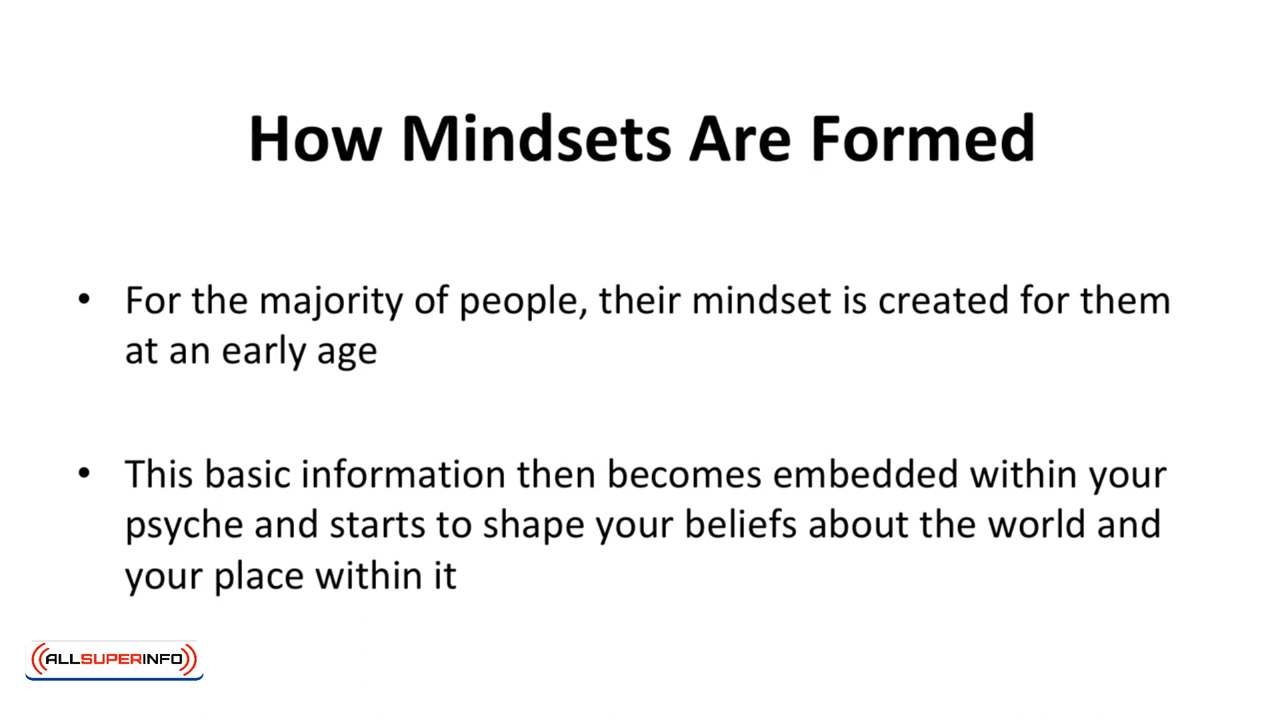 How Mindsets Are Formed
• For the majority of people, their mindset is created for them
at an early age
• This basic information then becomes embedded within your
psyche and starts to shape your beliefs about the world and
your place within it
ALLSUPERINFO